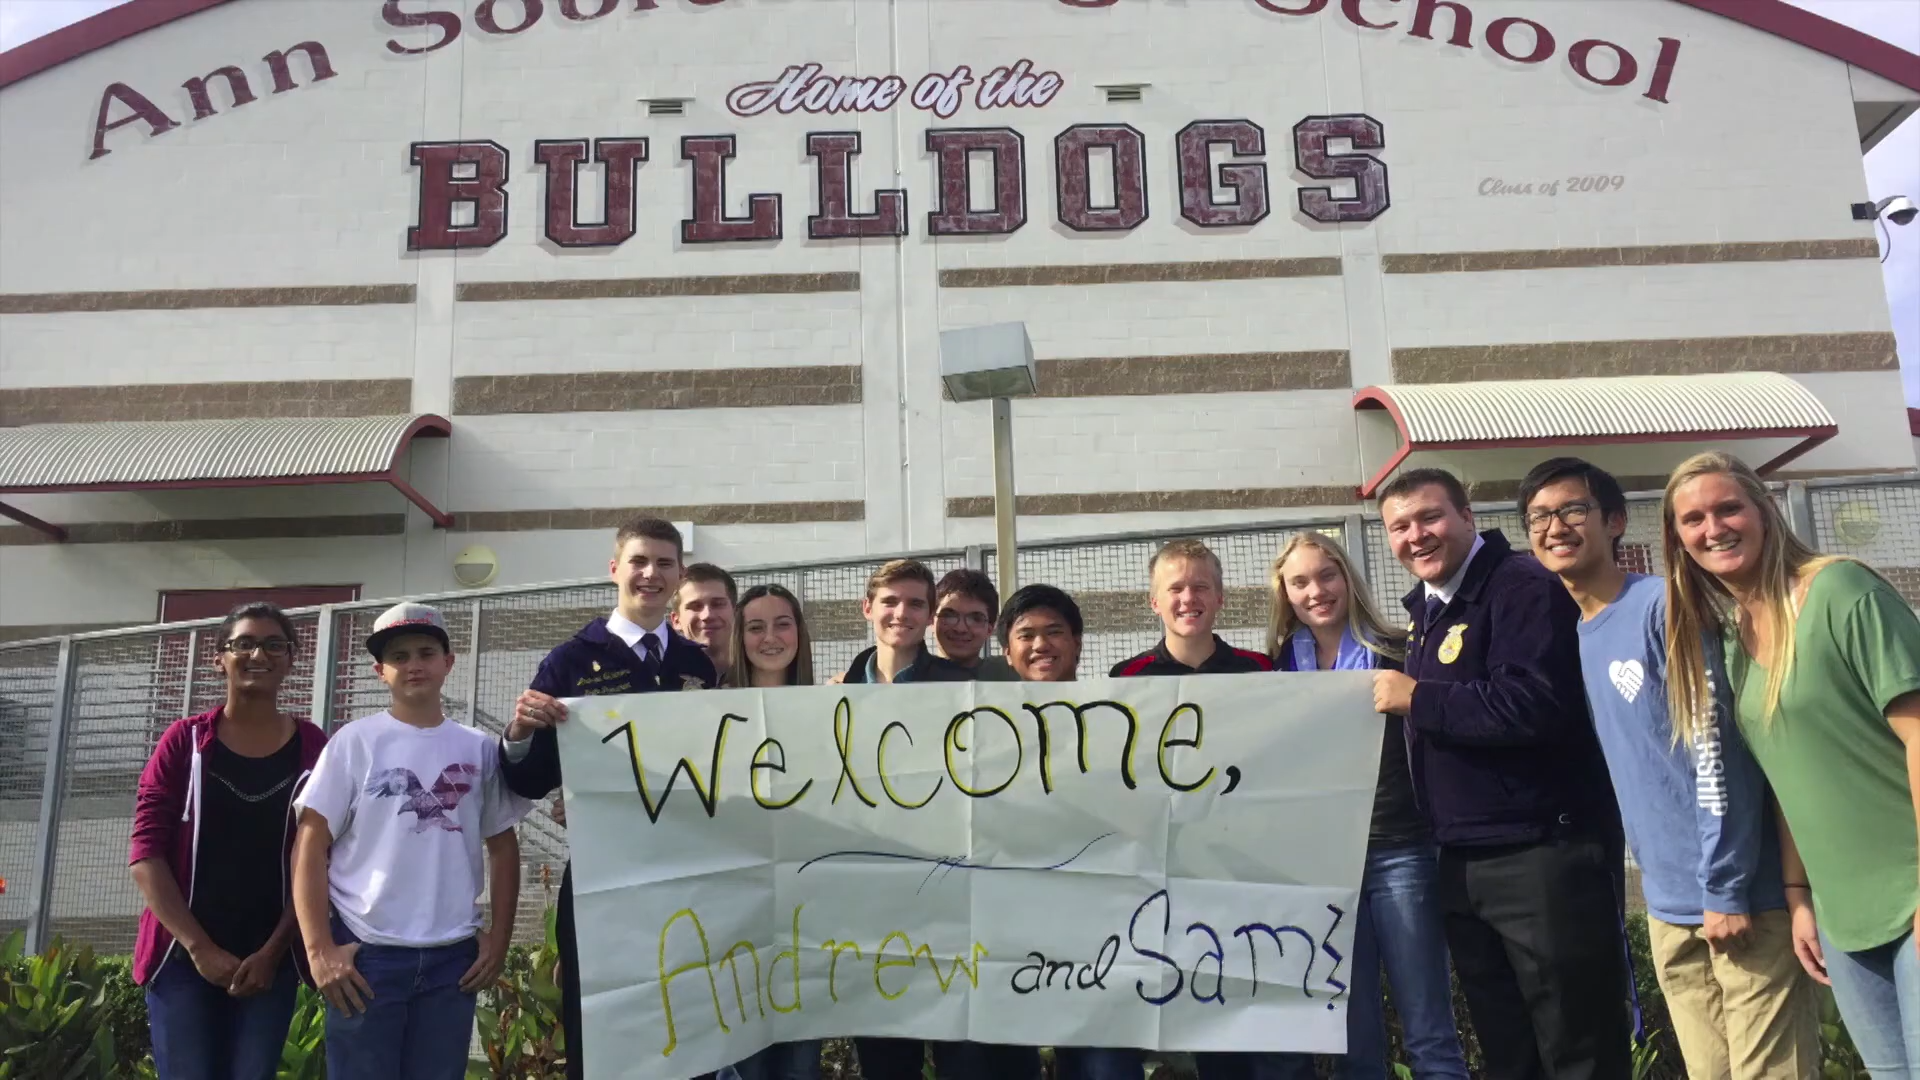 Ann School
Home of the
BULLDOGS
Class of 2009
Welcome,
Andrew and Sam